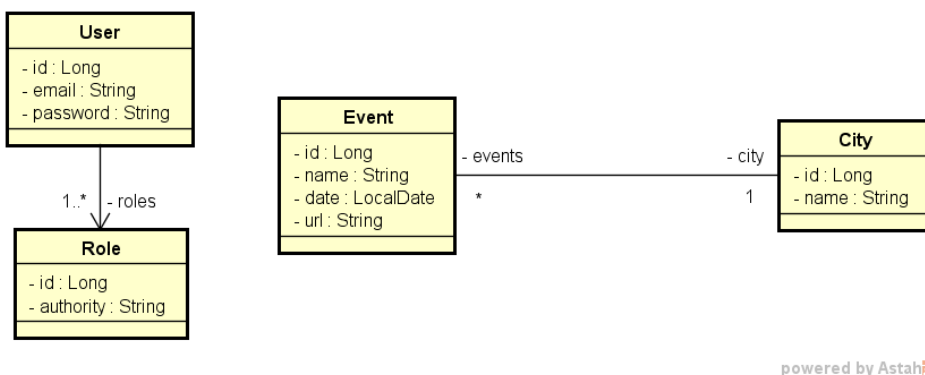 User
- id : Long
- email : String
- password : String
1..*
- roles
Role
- id : Long
- authority : String
Event
- id : Long
- name : String
- date : LocalDate
- url : String
- events
*
- city
1
City
- id : Long
- name : String
powered by Astah